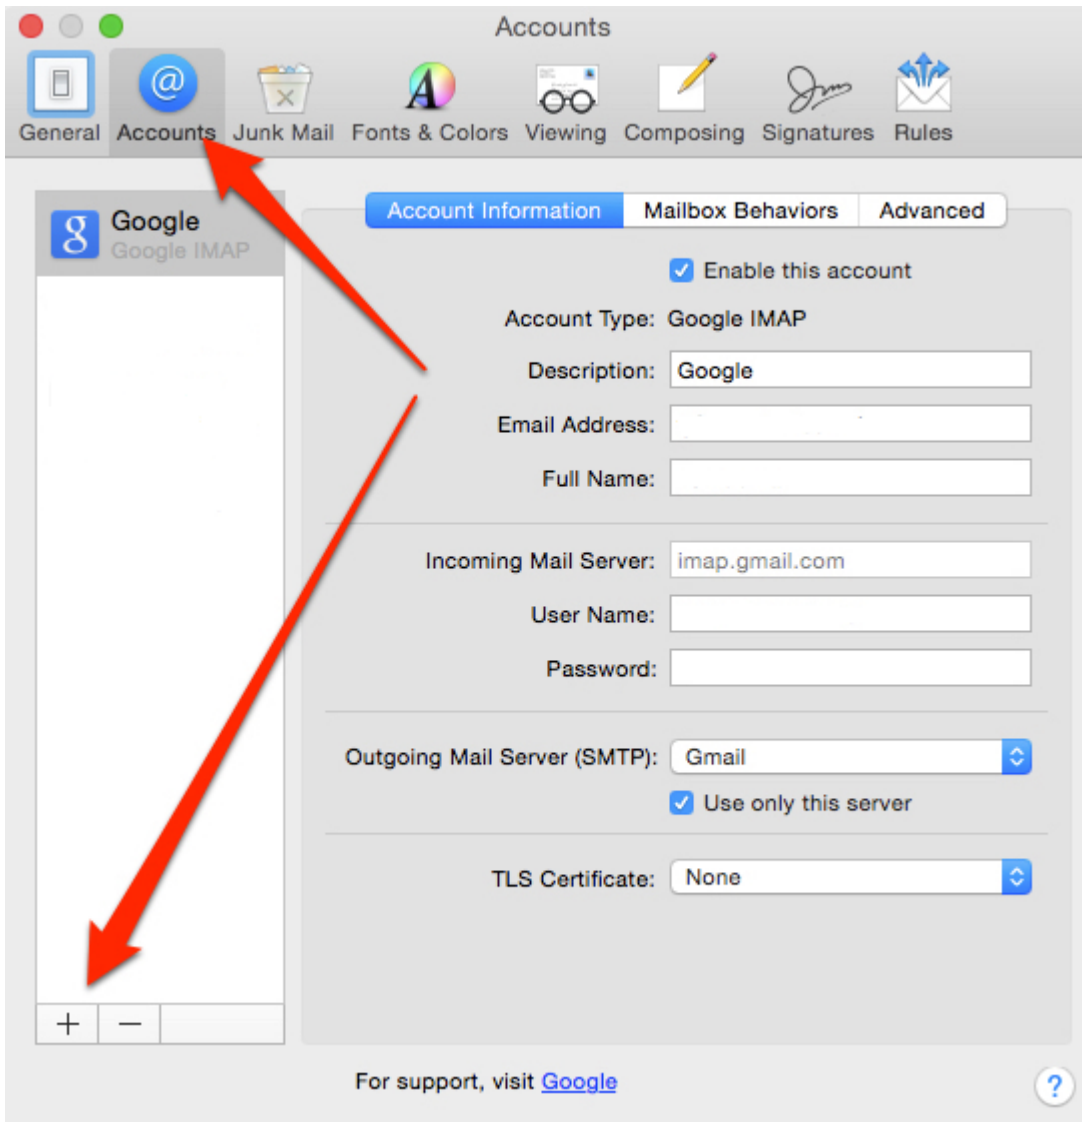 Accounts
General Accounts Junk Mail Fonts & Colors Viewing Composing Signatures Rules
Google
Google IMAP
Account Information Mailbox Behaviors Advanced
Enable this account
Account Type: Google IMAP
Description: Google
Email Address:
Full Name:
Incoming Mail Server: imap.gmail.com
User Name:
Password:
Outgoing Mail Server (SMTP): Gmail
Use only this server
TLS Certificate: None
+ −
For support, visit Google
?